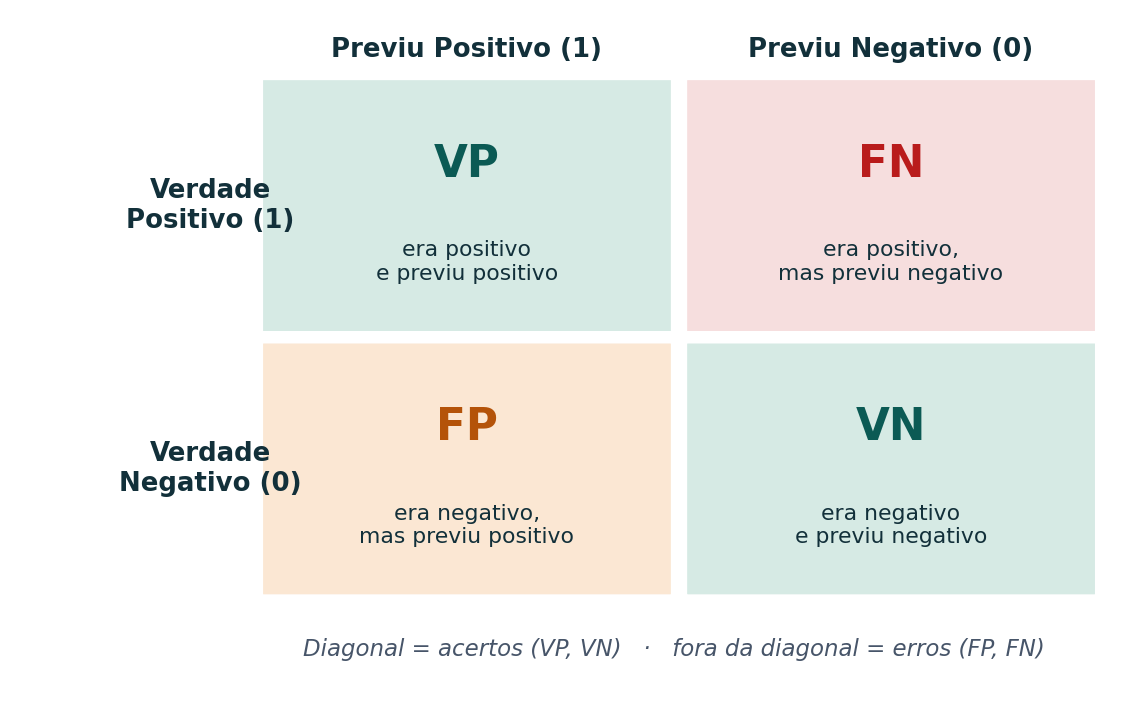 Previu Positivo (1)
Previu Negativo (0)
Verdade
Positivo (1)
VP
era positivo
e previu positivo
FN
era positivo,
mas previu negativo
Verdade
Negativo (0)
FP
era negativo,
mas previu positivo
VN
era negativo
e previu negativo
Diagonal = acertos (VP, VN) · fora da diagonal = erros (FP, FN)